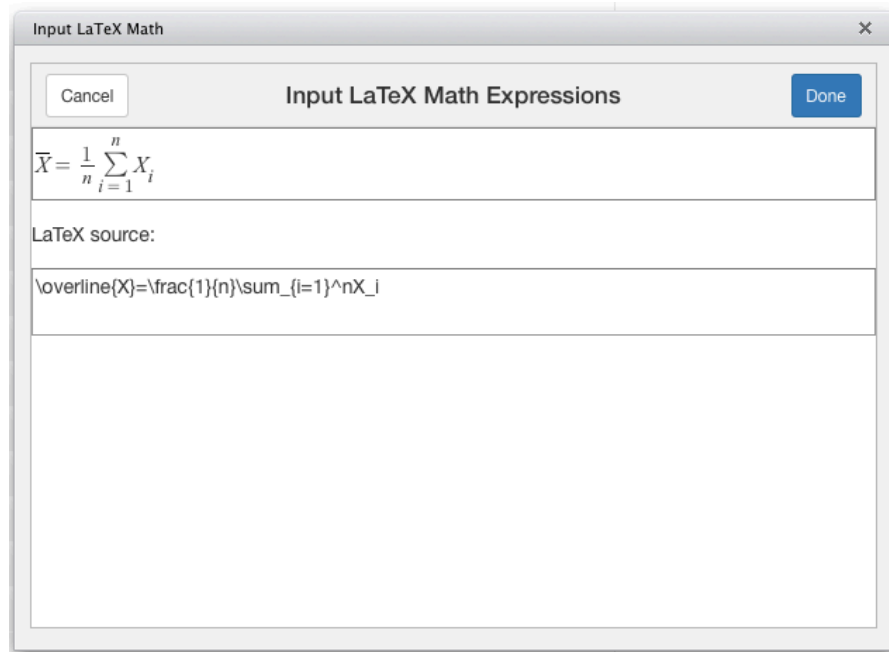 Input LaTeX Math ×
Cancel Input LaTeX Math Expressions Done
X̅ = 1/n ∑_{i = 1}^{n} X_i
LaTeX source:
\overline{X}=\frac{1}{n}\sum_{i=1}^nX_i